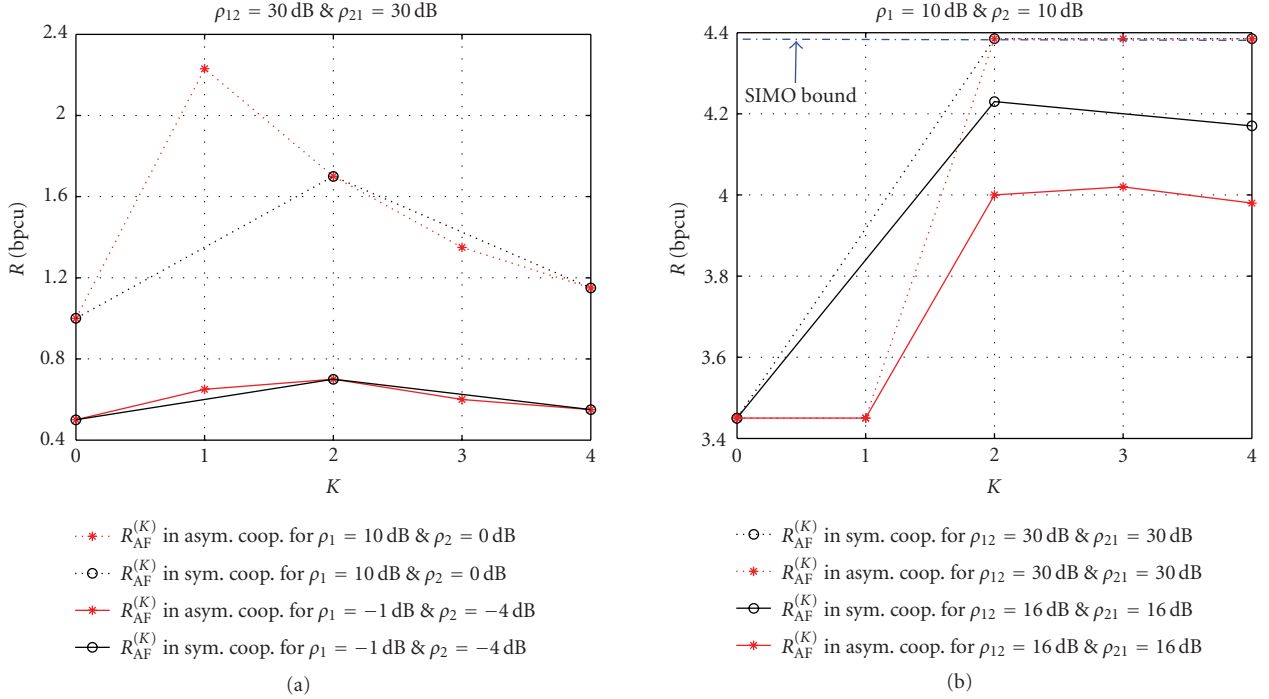 ρ12 = 30 dB & ρ21 = 30 dB
2.4
2
1.6
1.2
0.8
0.4
R (bpcu)
0 1 2 3 4
K
R_AF^(K) in asym. coop. for ρ1 = 10 dB & ρ2 = 0 dB
R_AF^(K) in sym. coop. for ρ1 = 10 dB & ρ2 = 0 dB
R_AF^(K) in asym. coop. for ρ1 = −1 dB & ρ2 = −4 dB
R_AF^(K) in sym. coop. for ρ1 = −1 dB & ρ2 = −4 dB
(a)
ρ1 = 10 dB & ρ2 = 10 dB
4.4
4.2
4
3.8
3.6
3.4
R (bpcu)
SIMO bound
0 1 2 3 4
K
R_AF^(K) in sym. coop. for ρ12 = 30 dB & ρ21 = 30 dB
R_AF^(K) in asym. coop. for ρ12 = 30 dB & ρ21 = 30 dB
R_AF^(K) in sym. coop. for ρ12 = 16 dB & ρ21 = 16 dB
R_AF^(K) in asym. coop. for ρ12 = 16 dB & ρ21 = 16 dB
(b)